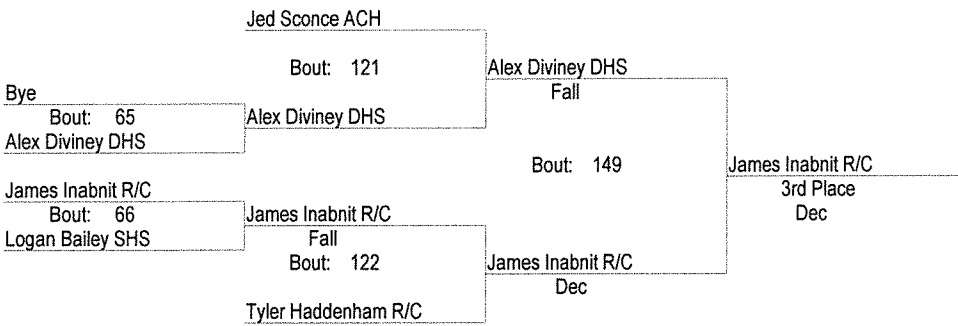 Jed Sconce ACH
Bout: 121
Alex Diviney DHS
Fall
Bye
Bout: 65
Alex Diviney DHS
Alex Diviney DHS
Bout: 149
James Inabnit R/C
3rd Place
Dec
James Inabnit R/C
Bout: 66
Logan Bailey SHS
James Inabnit R/C
Fall
Bout: 122
James Inabnit R/C
Dec
Tyler Haddenham R/C